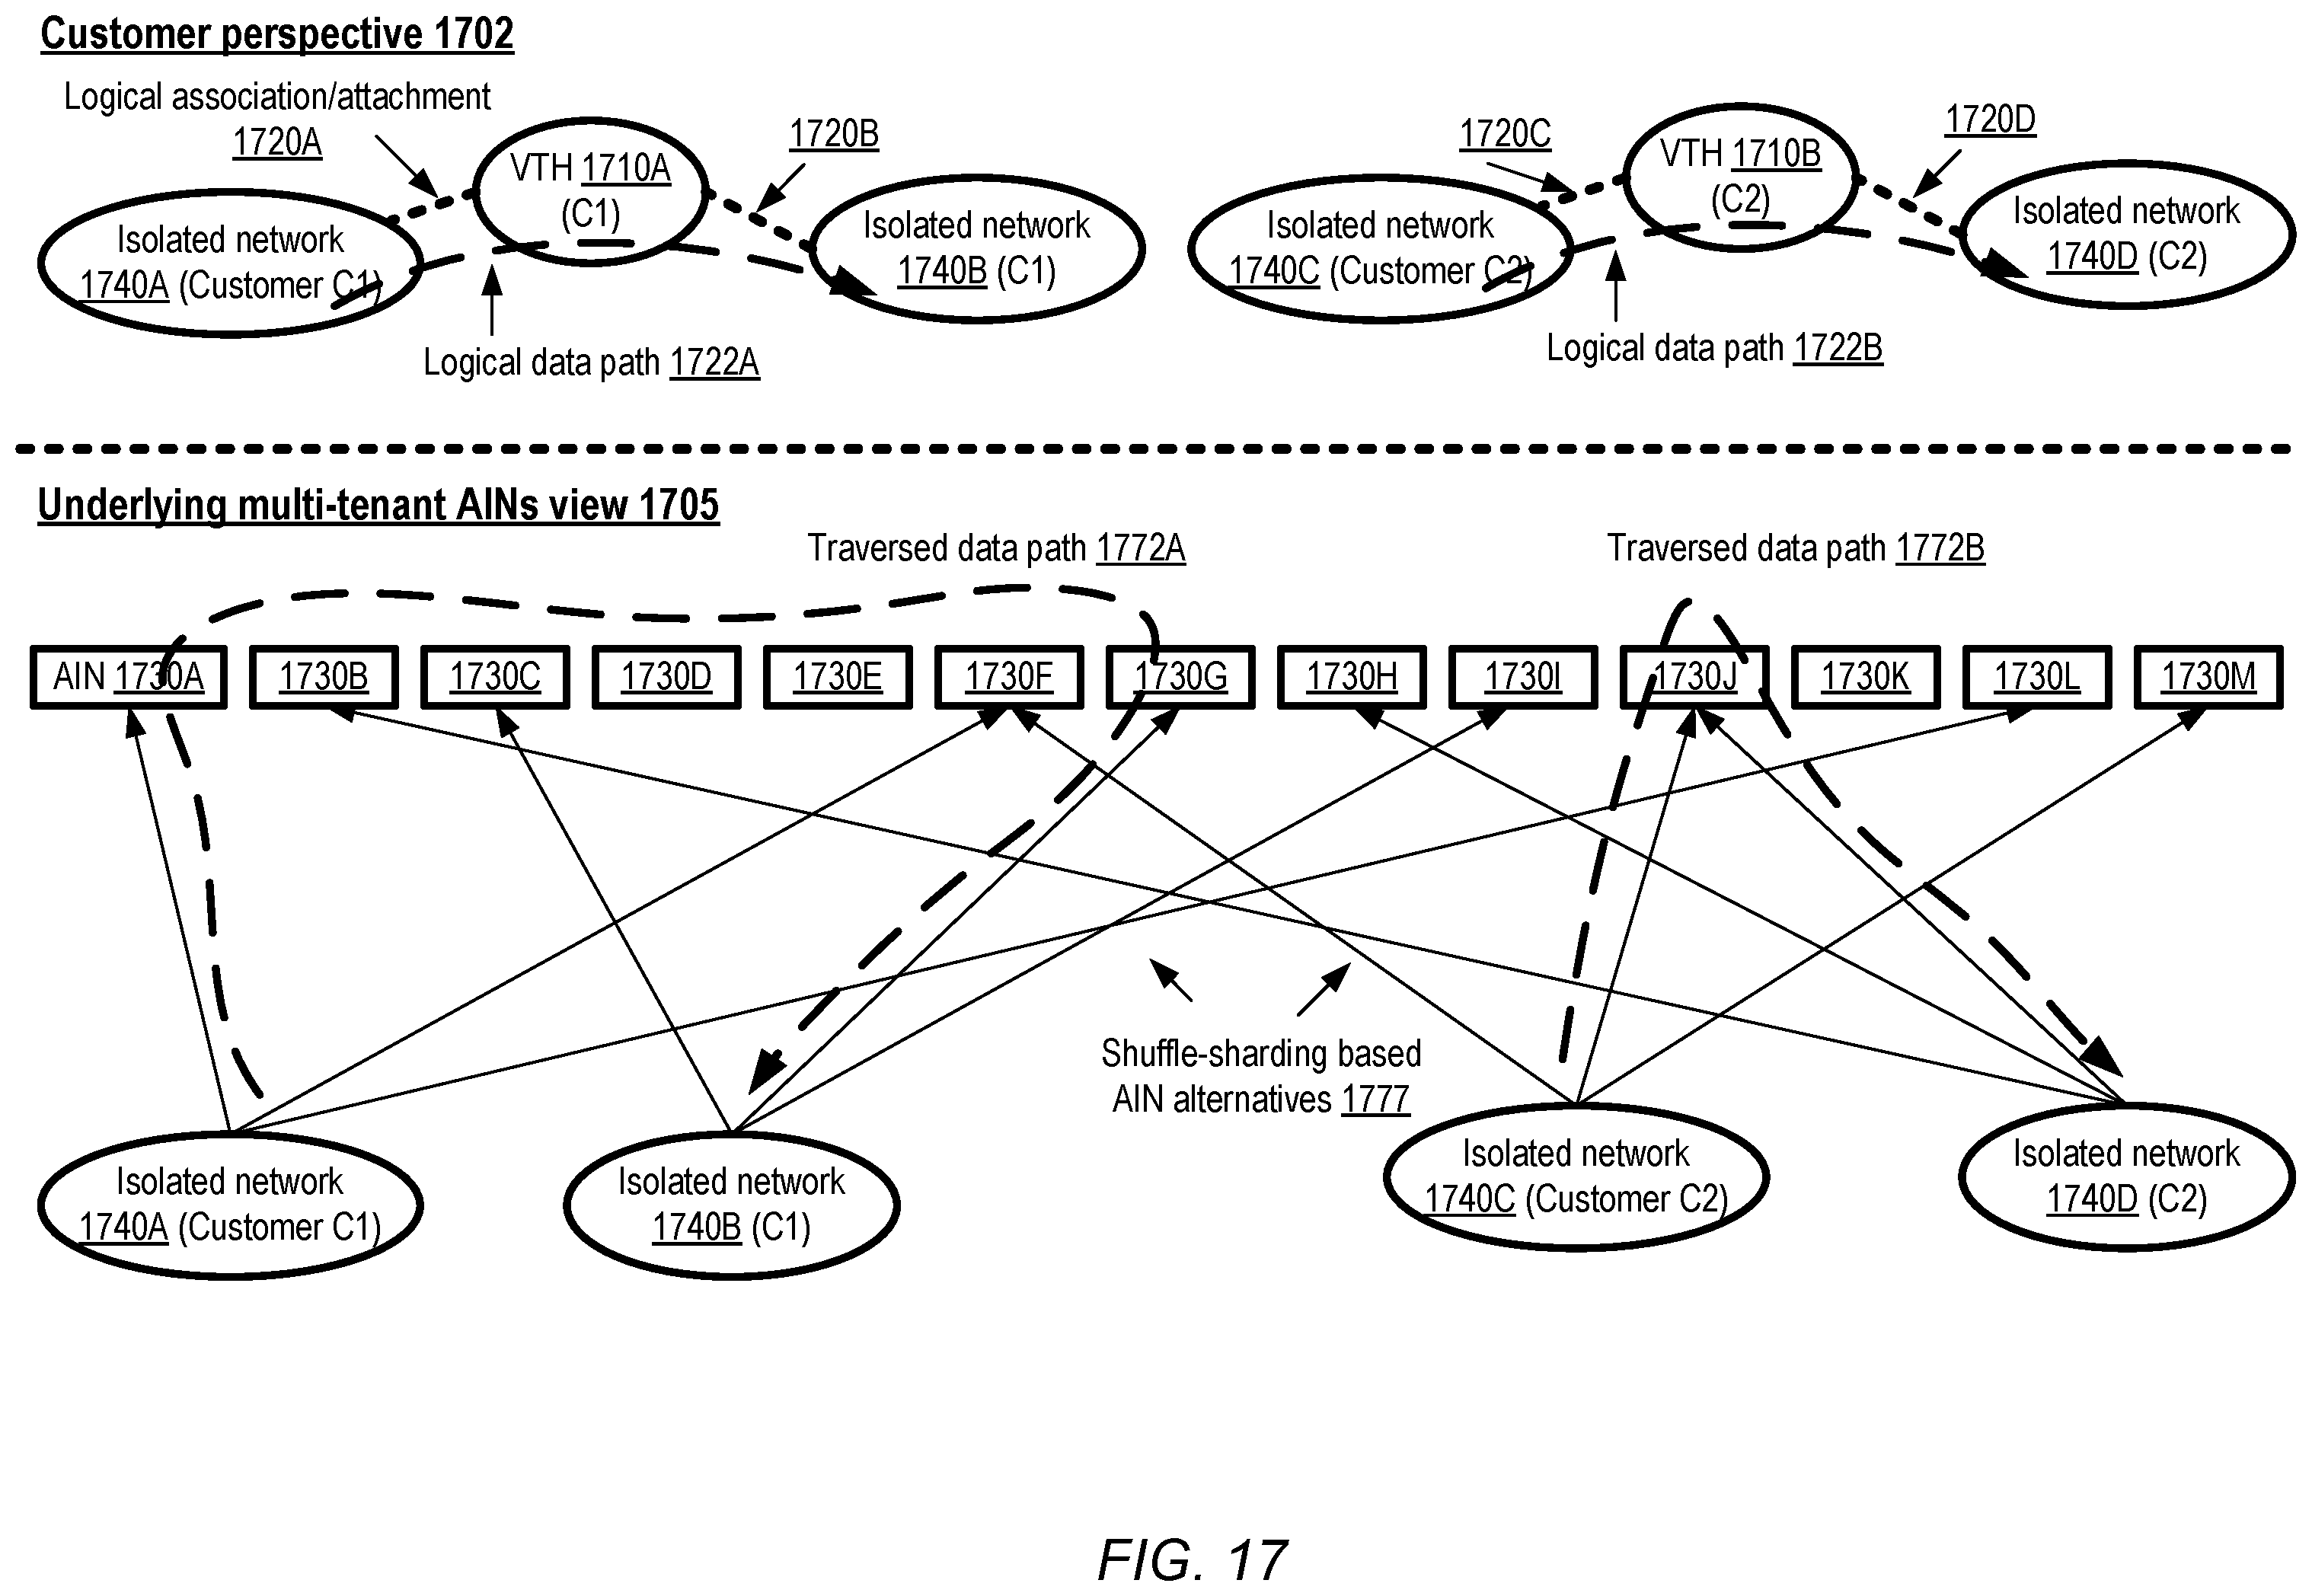 Customer perspective 1702
Logical association/attachment
1720A
VTH 1710A
(C1)
1720B
Isolated network
1740A (Customer C1)
Isolated network
1740B (C1)
Logical data path 1722A
1720C
VTH 1710B
(C2)
1720D
Isolated network
1740C (Customer C2)
Isolated network
1740D (C2)
Logical data path 1722B
Underlying multi-tenant AINs view 1705
Traversed data path 1772A
Traversed data path 1772B
AIN 1730A
1730B
1730C
1730D
1730E
1730F
1730G
1730H
1730I
1730J
1730K
1730L
1730M
Shuffle-sharding based
AIN alternatives 1777
Isolated network
1740A (Customer C1)
Isolated network
1740B (C1)
Isolated network
1740C (Customer C2)
Isolated network
1740D (C2)
FIG. 17